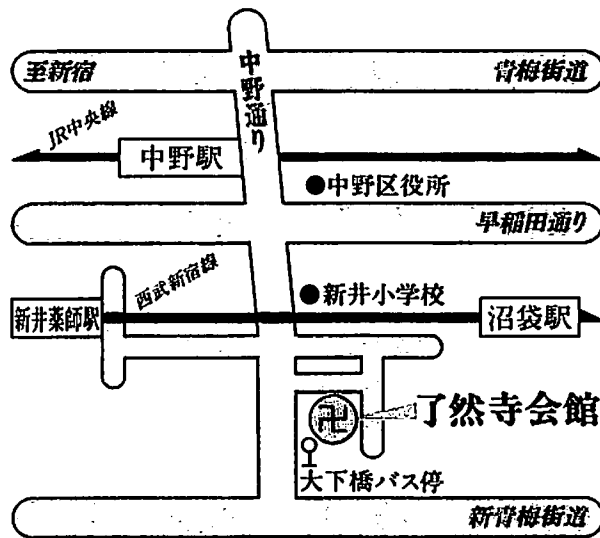 至新宿
中野通り
青梅街道
JR中央線
中野駅
●中野区役所
早稲田通り
西武新宿線
●新井小学校
新井薬師駅
沼袋駅
卍
了然寺会館
大下橋バス停
新青梅街道